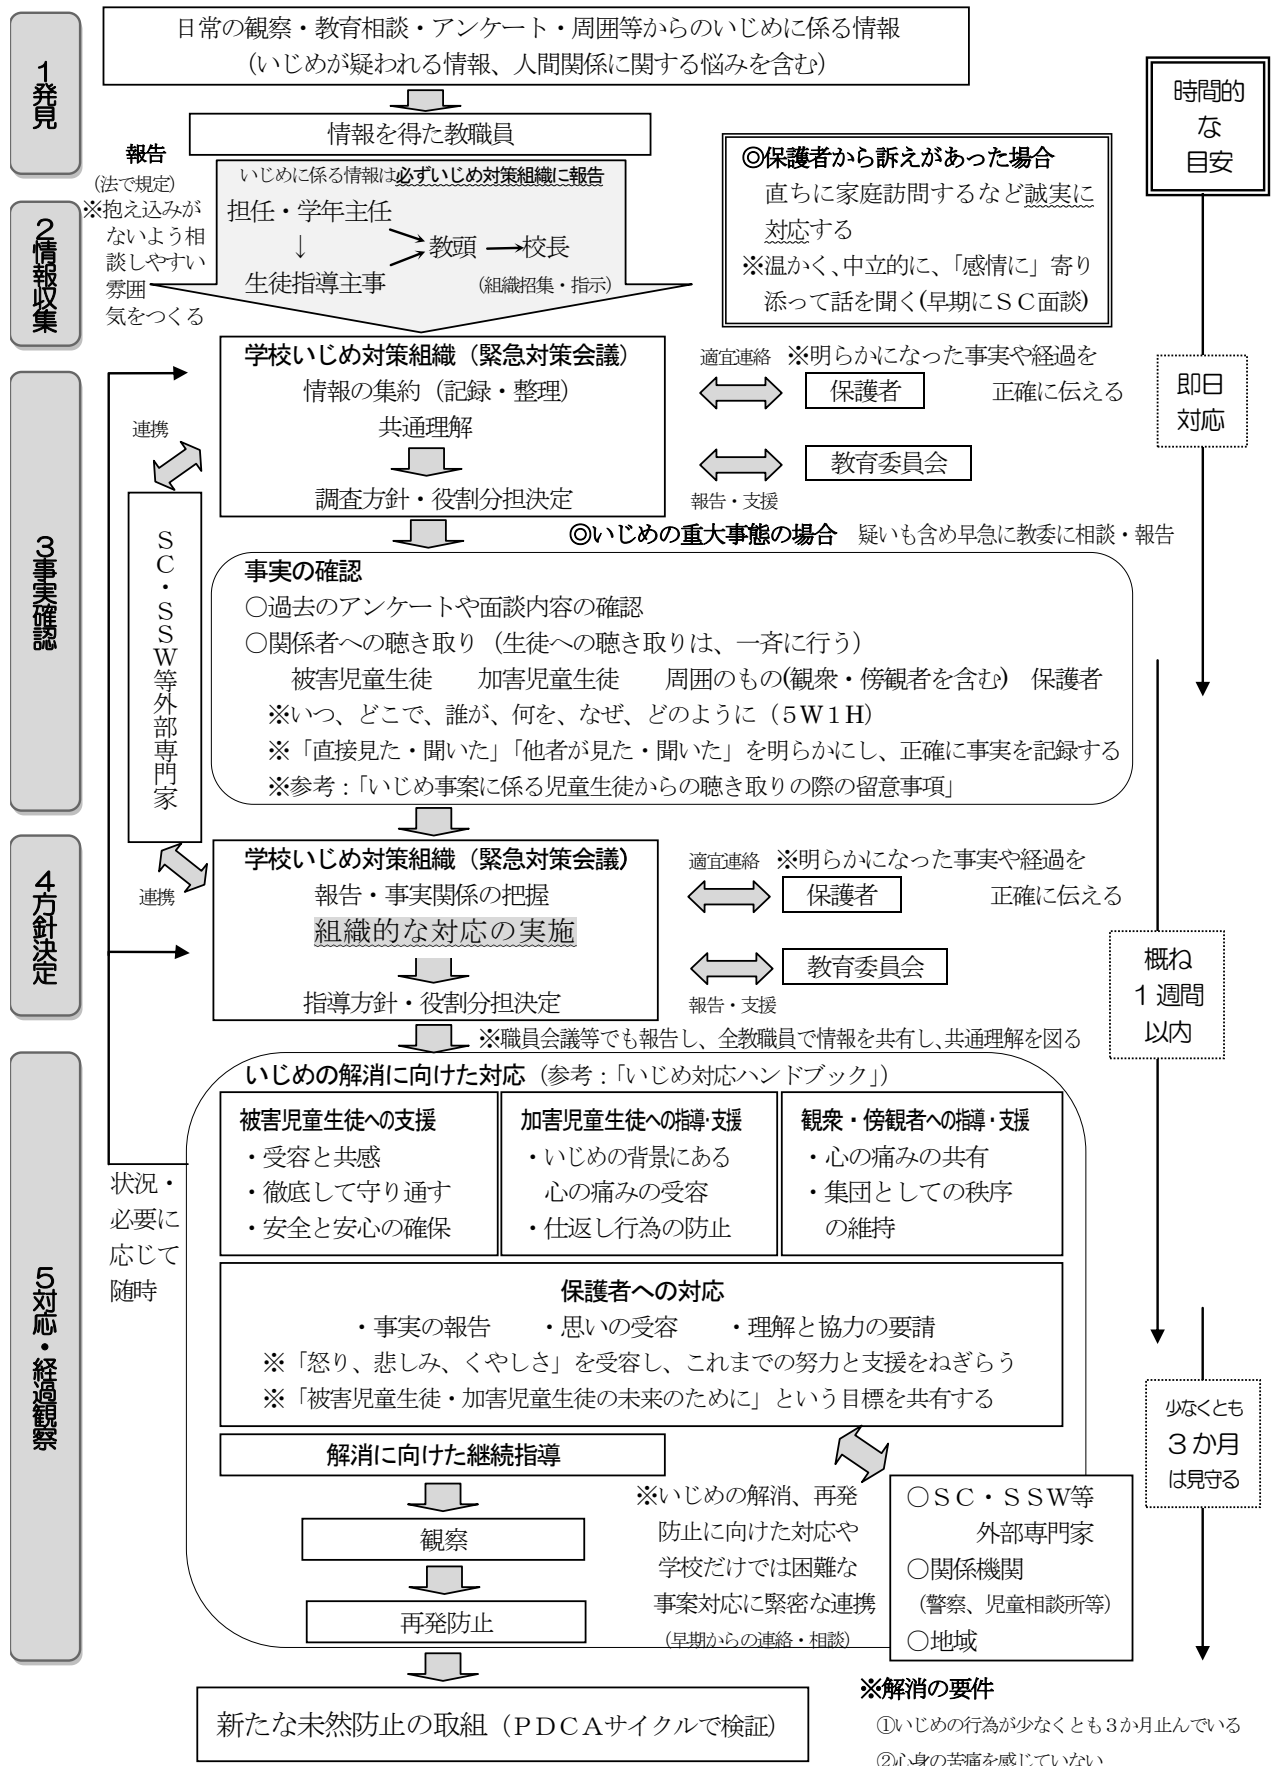 日常の観察・教育相談・アンケート・周囲等からのいじめに係る情報
(いじめが疑われる情報、人間関係に関する悩みを含む)
1発見
時間的
な
目安
情報を得た教職員
報告
(法で規定)
※抱え込みが
ないよう相
談しやすい
雰囲
気をつくる
いじめに係る情報は必ずいじめ対策組織に報告
担任・学年主任
↓
生徒指導主事
教頭
校長
(組織招集・指示)
◎保護者から訴えがあった場合
直ちに家庭訪問するなど誠実に
対応する
※温かく、中立的に、「感情に」寄り
添って話を聞く(早期にＳＣ面談)
2情報収集
学校いじめ対策組織（緊急対策会議）
情報の集約（記録・整理）
共通理解
調査方針・役割分担決定
適宜連絡
※明らかになった事実や経過を
正確に伝える
保護者
教育委員会
報告・支援
即日
対応
連携
ＳＣ・ＳＳＷ等外部専門家
3事実確認
◎いじめの重大事態の場合　疑いも含め早急に教委に相談・報告
事実の確認
○過去のアンケートや面談内容の確認
○関係者への聴き取り（生徒への聴き取りは、一斉に行う）
被害児童生徒　加害児童生徒　周囲のもの(観衆・傍観者を含む)　保護者
※いつ、どこで、誰が、何を、なぜ、どのように（５Ｗ１Ｈ）
※「直接見た・聞いた」「他者が見た・聞いた」を明らかにし、正確に事実を記録する
※参考：「いじめ事案に係る児童生徒からの聴き取りの際の留意事項」
4方針決定
連携
学校いじめ対策組織（緊急対策会議）
報告・事実関係の把握
組織的な対応の実施
指導方針・役割分担決定
適宜連絡
※明らかになった事実や経過を
正確に伝える
保護者
教育委員会
報告・支援
概ね
１週間
以内
※職員会議等でも報告し、全教職員で情報を共有し、共通理解を図る
5対応・経過観察
いじめの解消に向けた対応（参考：「いじめ対応ハンドブック」）
被害児童生徒への支援
・受容と共感
・徹底して守り通す
・安全と安心の確保
加害児童生徒への指導・支援
・いじめの背景にある
心の痛みの受容
・仕返し行為の防止
観衆・傍観者への指導・支援
・心の痛みの共有
・集団としての秩序
の維持
状況・
必要に
応じて
随時
保護者への対応
・事実の報告　・思いの受容　・理解と協力の要請
※「怒り、悲しみ、くやしさ」を受容し、これまでの努力と支援をねぎらう
※「被害児童生徒・加害児童生徒の未来のために」という目標を共有する
少なくとも
３か月
は見守る
解消に向けた継続指導
観察
再発防止
※いじめの解消、再発
防止に向けた対応や
学校だけでは困難な
事案対応に緊密な連携
(早期からの連絡・相談)
○ＳＣ・ＳＳＷ等
外部専門家
○関係機関
（警察、児童相談所等）
○地域
新たな未然防止の取組（ＰＤＣＡサイクルで検証）
※解消の要件
①いじめの行為が少なくとも３か月止んでいる
②心身の苦痛を感じていない